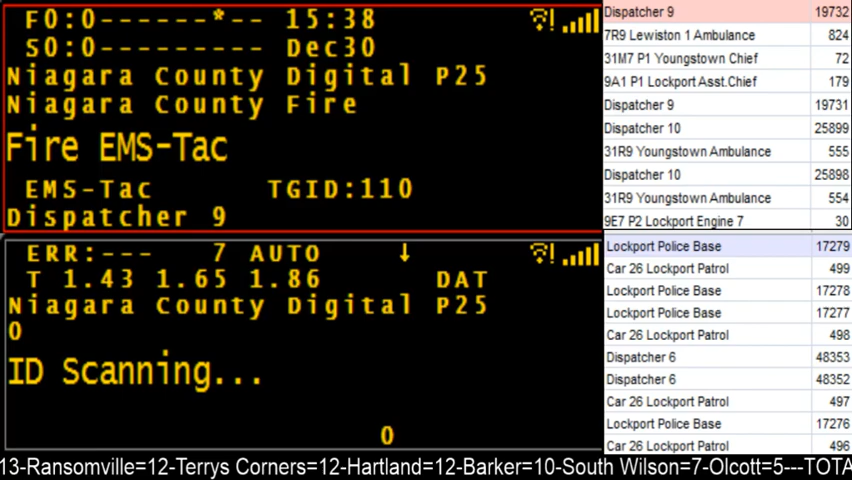 F0:0------*-- 15:38
S0:0--------- Dec30
Niagara County Digital P25
Niagara County Fire
Fire EMS-Tac
EMS-Tac TGID:110
Dispatcher 9
ERR:--- 7 AUTO ↓
T 1.43 1.65 1.86 DAT
Niagara County Digital P25
0
ID Scanning...
0
Dispatcher 9 19732
7R9 Lewiston 1 Ambulance 824
31M7 P1 Youngstown Chief 72
9A1 P1 Lockport Asst.Chief 179
Dispatcher 9 19731
Dispatcher 10 25899
31R9 Youngstown Ambulance 555
Dispatcher 10 25898
31R9 Youngstown Ambulance 554
9E7 P2 Lockport Engine 7 30
Lockport Police Base 17279
Car 26 Lockport Patrol 499
Lockport Police Base 17278
Lockport Police Base 17277
Car 26 Lockport Patrol 498
Dispatcher 6 48353
Dispatcher 6 48352
Car 26 Lockport Patrol 497
Lockport Police Base 17276
Car 26 Lockport Patrol 496
13-Ransomville=12-Terrys Corners=12-Hartland=12-Barker=10-South Wilson=7-Olcott=5---TOTA